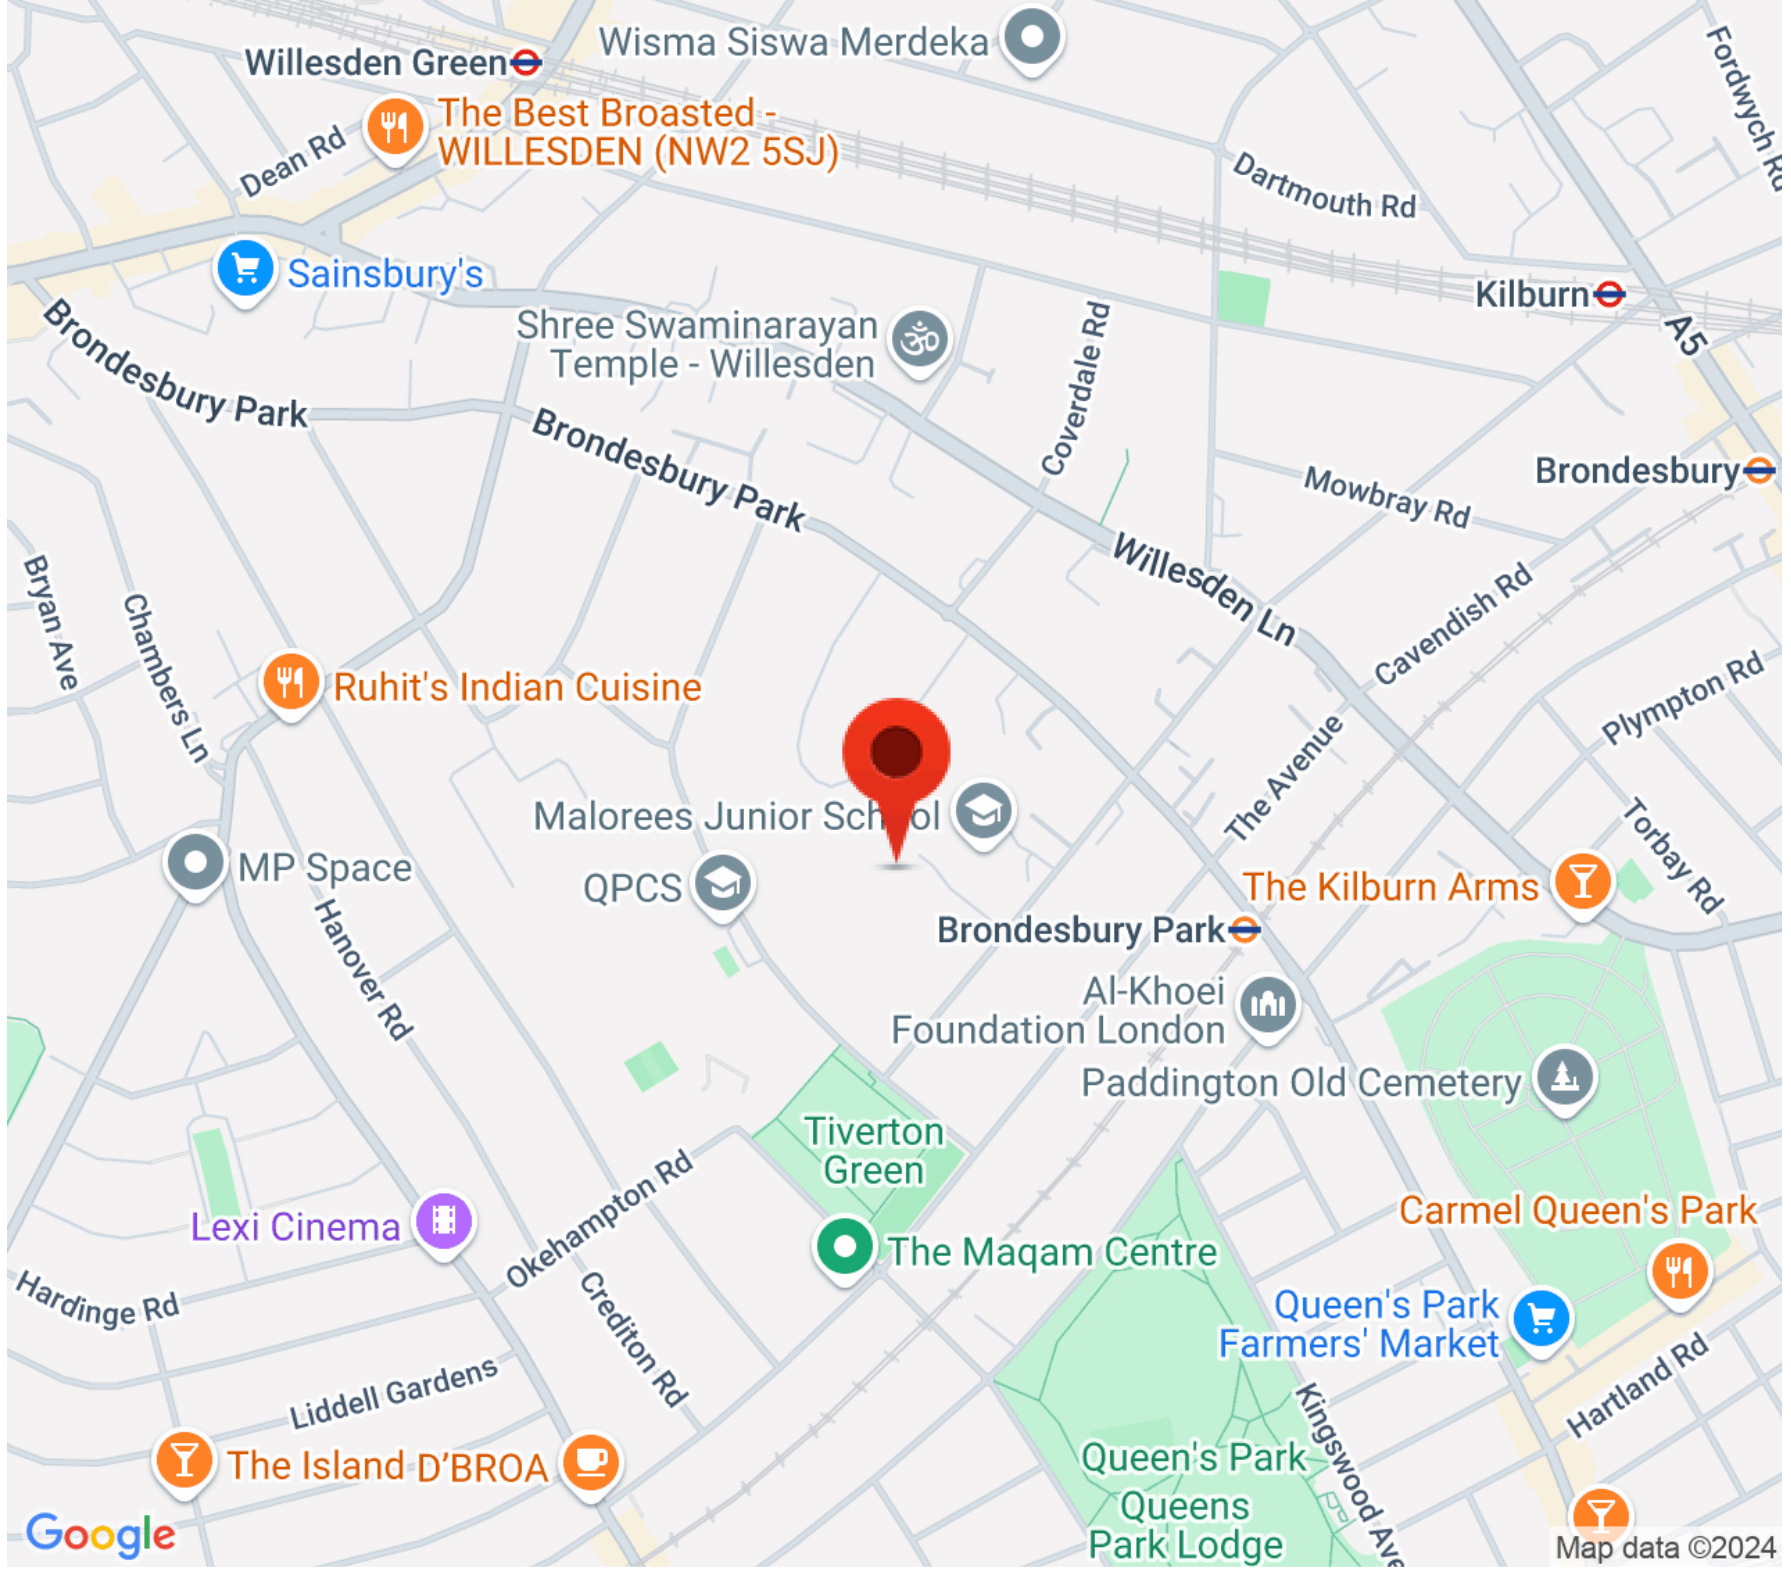 Willesden Green
Wisma Siswa Merdeka
Fordwych Rd
The Best Broasted -
WILLESDEN (NW2 5SJ)
Dean Rd
Dartmouth Rd
Sainsbury's
Kilburn
A5
Shree Swaminarayan
Temple - Willesden
Brondesbury Park
Coverdale Rd
Brondesbury Park
Brondesbury
Mowbray Rd
Willesden Ln
Bryan Ave
Chambers Ln
Cavendish Rd
Ruhit's Indian Cuisine
Plympton Rd
The Avenue
Malorees Junior School
Torbay Rd
MP Space
QPCS
The Kilburn Arms
Hanover Rd
Brondesbury Park
Al-Khoei
Foundation London
Paddington Old Cemetery
Tiverton
Green
Okehampton Rd
Lexi Cinema
Carmel Queen's Park
The Maqam Centre
Hardinge Rd
Crediton Rd
Queen's Park
Farmers' Market
Hartland Rd
Liddell Gardens
Kingswood Ave
The Island
D'BROA
Queen's Park
Queens
Park Lodge
Google
Map data ©2024